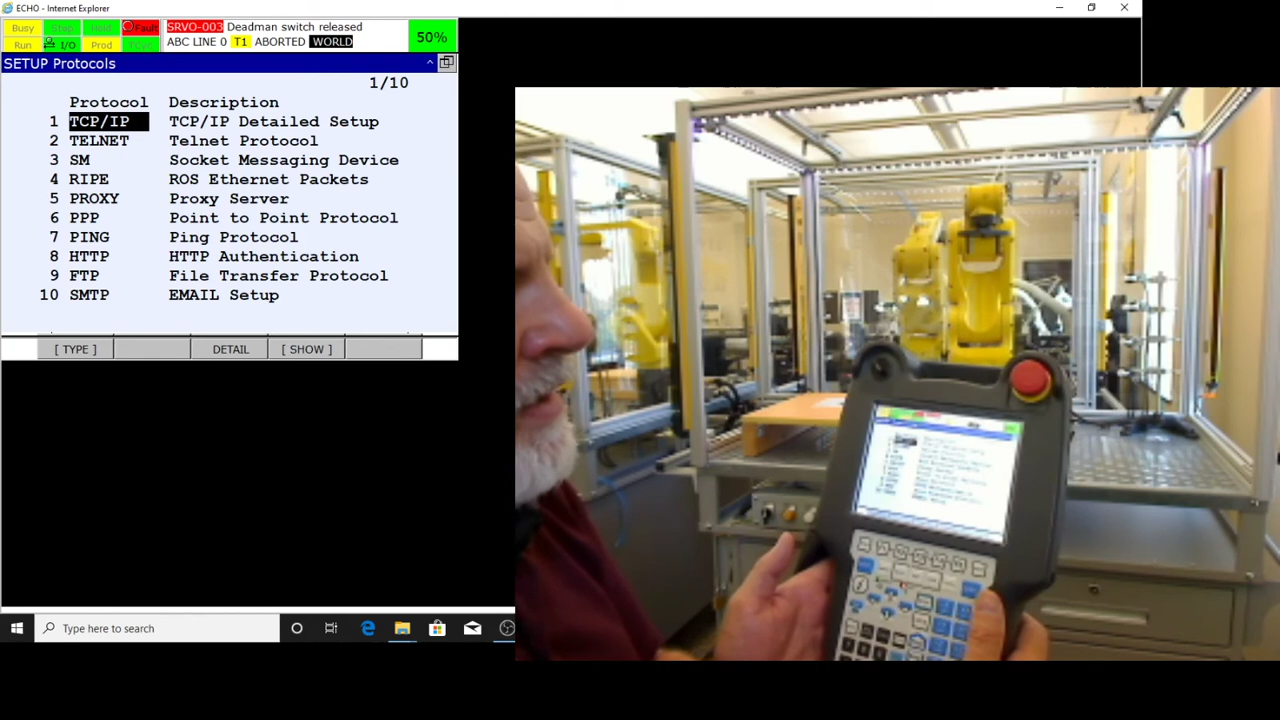 ECHO - Internet Explorer
Busy Step Hold Fault
Run I/O Prod TCyc
SRVO-003 Deadman switch released
ABC LINE 0 T1 ABORTED WORLD
50%
SETUP Protocols
1/10
Protocol Description
1 TCP/IP TCP/IP Detailed Setup
2 TELNET Telnet Protocol
3 SM Socket Messaging Device
4 RIPE ROS Ethernet Packets
5 PROXY Proxy Server
6 PPP Point to Point Protocol
7 PING Ping Protocol
8 HTTP HTTP Authentication
9 FTP File Transfer Protocol
10 SMTP EMAIL Setup
[ TYPE ] DETAIL [ SHOW ]
Type here to search